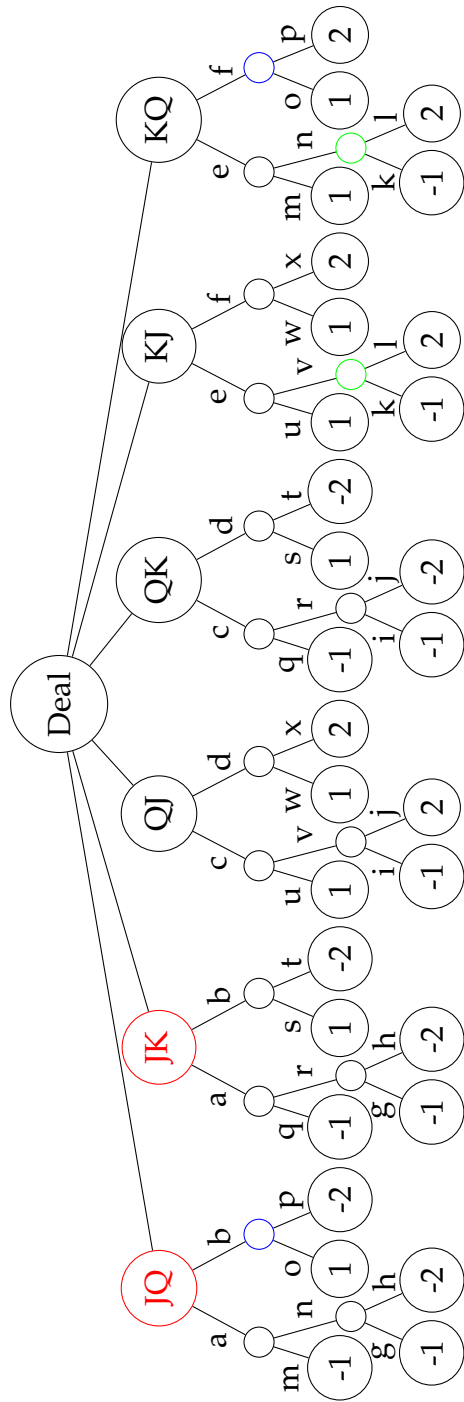 Deal
JQ JK QJ QK KJ KQ
a b a b c d c d e f e f
m n o p q r s t u v w x q r s t u v w x m n o p
-1 1 -2 -1 1 -2 1 1 2 -1 1 -2 1 1 2 1 1 2
g h g h i j i j k l k l
-1 -2 -1 -2 -1 2 -1 -2 -1 2 -1 2